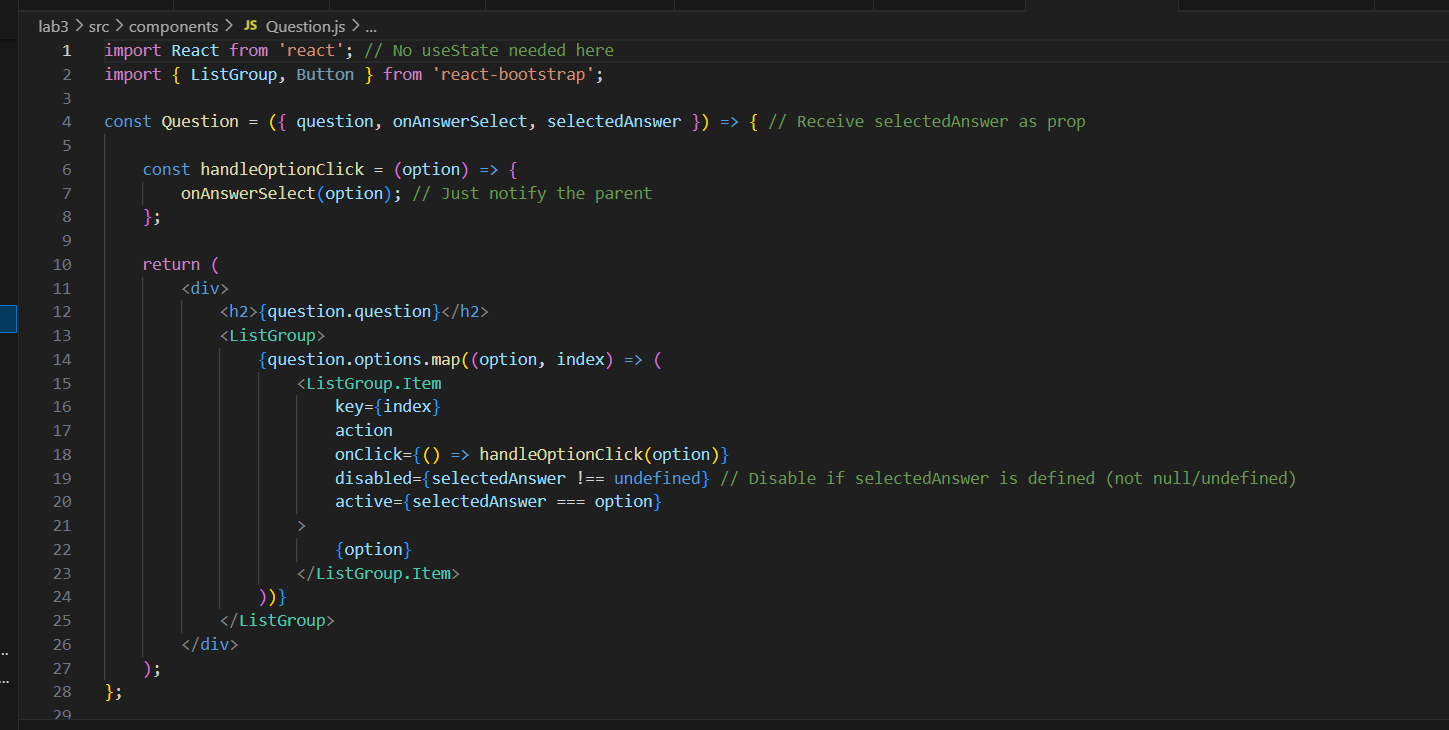 lab3 > src > components > JS Question.js > ...
1 import React from 'react'; // No useState needed here
2 import { ListGroup, Button } from 'react-bootstrap';
3
4 const Question = ({ question, onAnswerSelect, selectedAnswer }) => { // Receive selectedAnswer as prop
5
6     const handleOptionClick = (option) => {
7         onAnswerSelect(option); // Just notify the parent
8     };
9
10     return (
11         <div>
12             <h2>{question.question}</h2>
13             <ListGroup>
14                 {question.options.map((option, index) => (
15                     <ListGroup.Item
16                         key={index}
17                         action
18                         onClick={() => handleOptionClick(option)}
19                         disabled={selectedAnswer !== undefined} // Disable if selectedAnswer is defined (not null/undefined)
20                         active={selectedAnswer === option}
21                     >
22                         {option}
23                     </ListGroup.Item>
24                 ))}
25             </ListGroup>
26         </div>
27     );
28 };
29